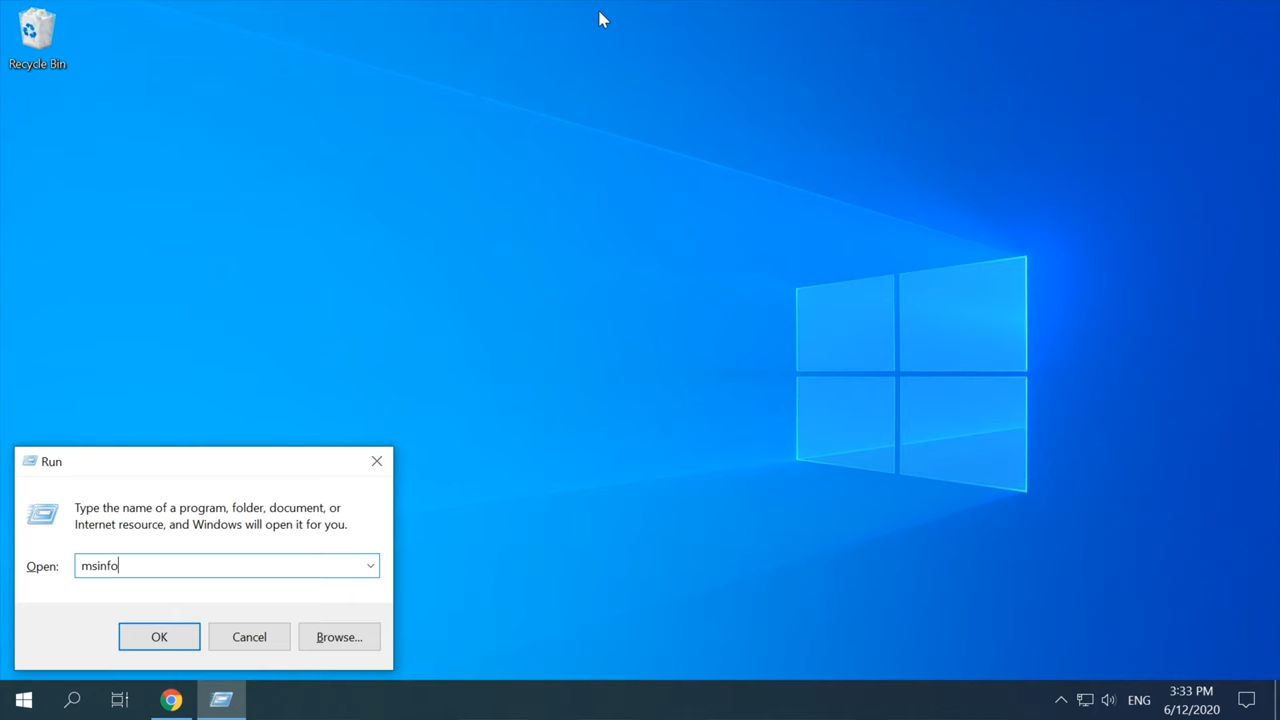 Recycle Bin
Run
Type the name of a program, folder, document, or
Internet resource, and Windows will open it for you.
Open: msinfo
OK Cancel Browse...
ENG 3:33 PM
6/12/2020